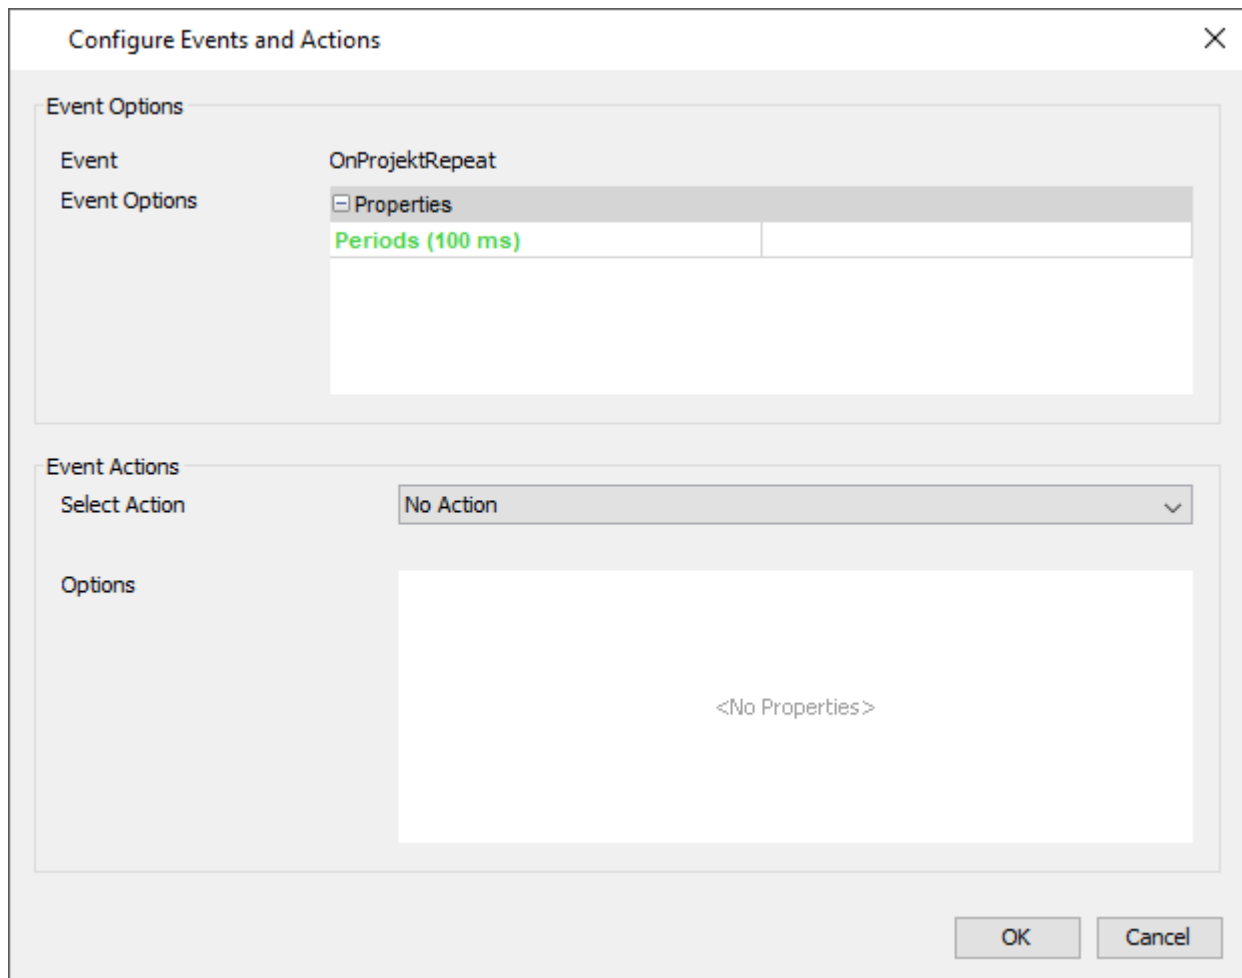 Configure Events and Actions
Event Options
Event OnProjektRepeat
Event Options Properties
Periods (100 ms)
Event Actions
Select Action No Action
Options
<No Properties>
OK Cancel